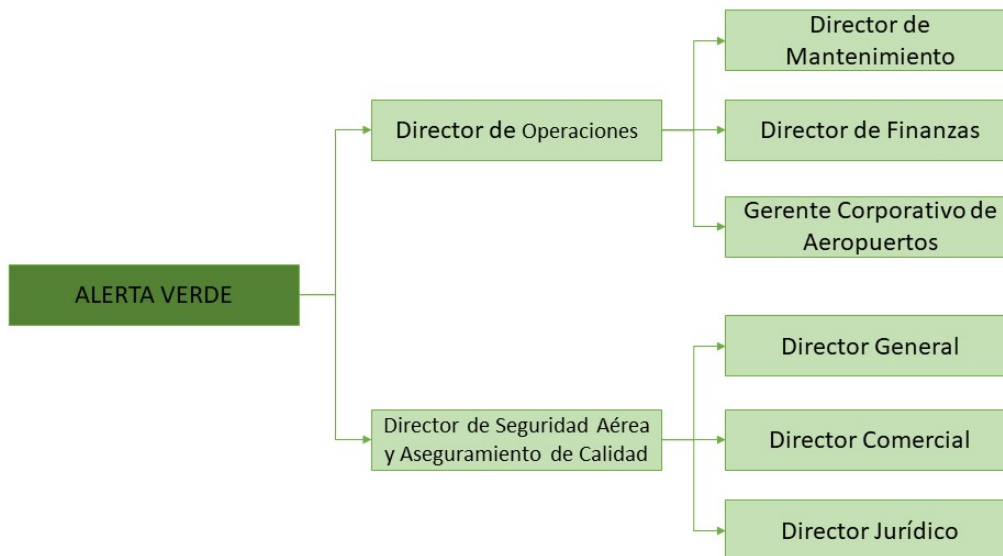 Director de
Mantenimiento
Director de Operaciones
Director de Finanzas
Gerente Corporativo de
Aeropuertos
ALERTA VERDE
Director General
Director de Seguridad Aérea
y Aseguramiento de Calidad
Director Comercial
Director Jurídico